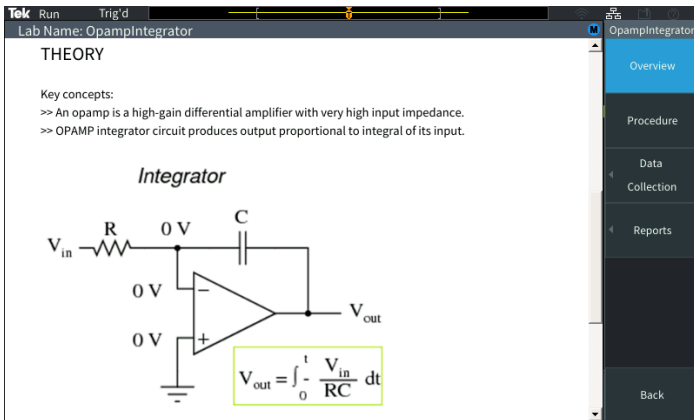 Tek Run Trig'd
Lab Name: OpampIntegrator
M
OpampIntegrator
THEORY
Key concepts:
>> An opamp is a high-gain differential amplifier with very high input impedance.
>> OPAMP integrator circuit produces output proportional to integral of its input.
Integrator
R
0 V
C
Vin
0 V
−
0 V
+
Vout
Vout = ∫0t - Vin/RC dt
Overview
Procedure
Data
Collection
Reports
Back